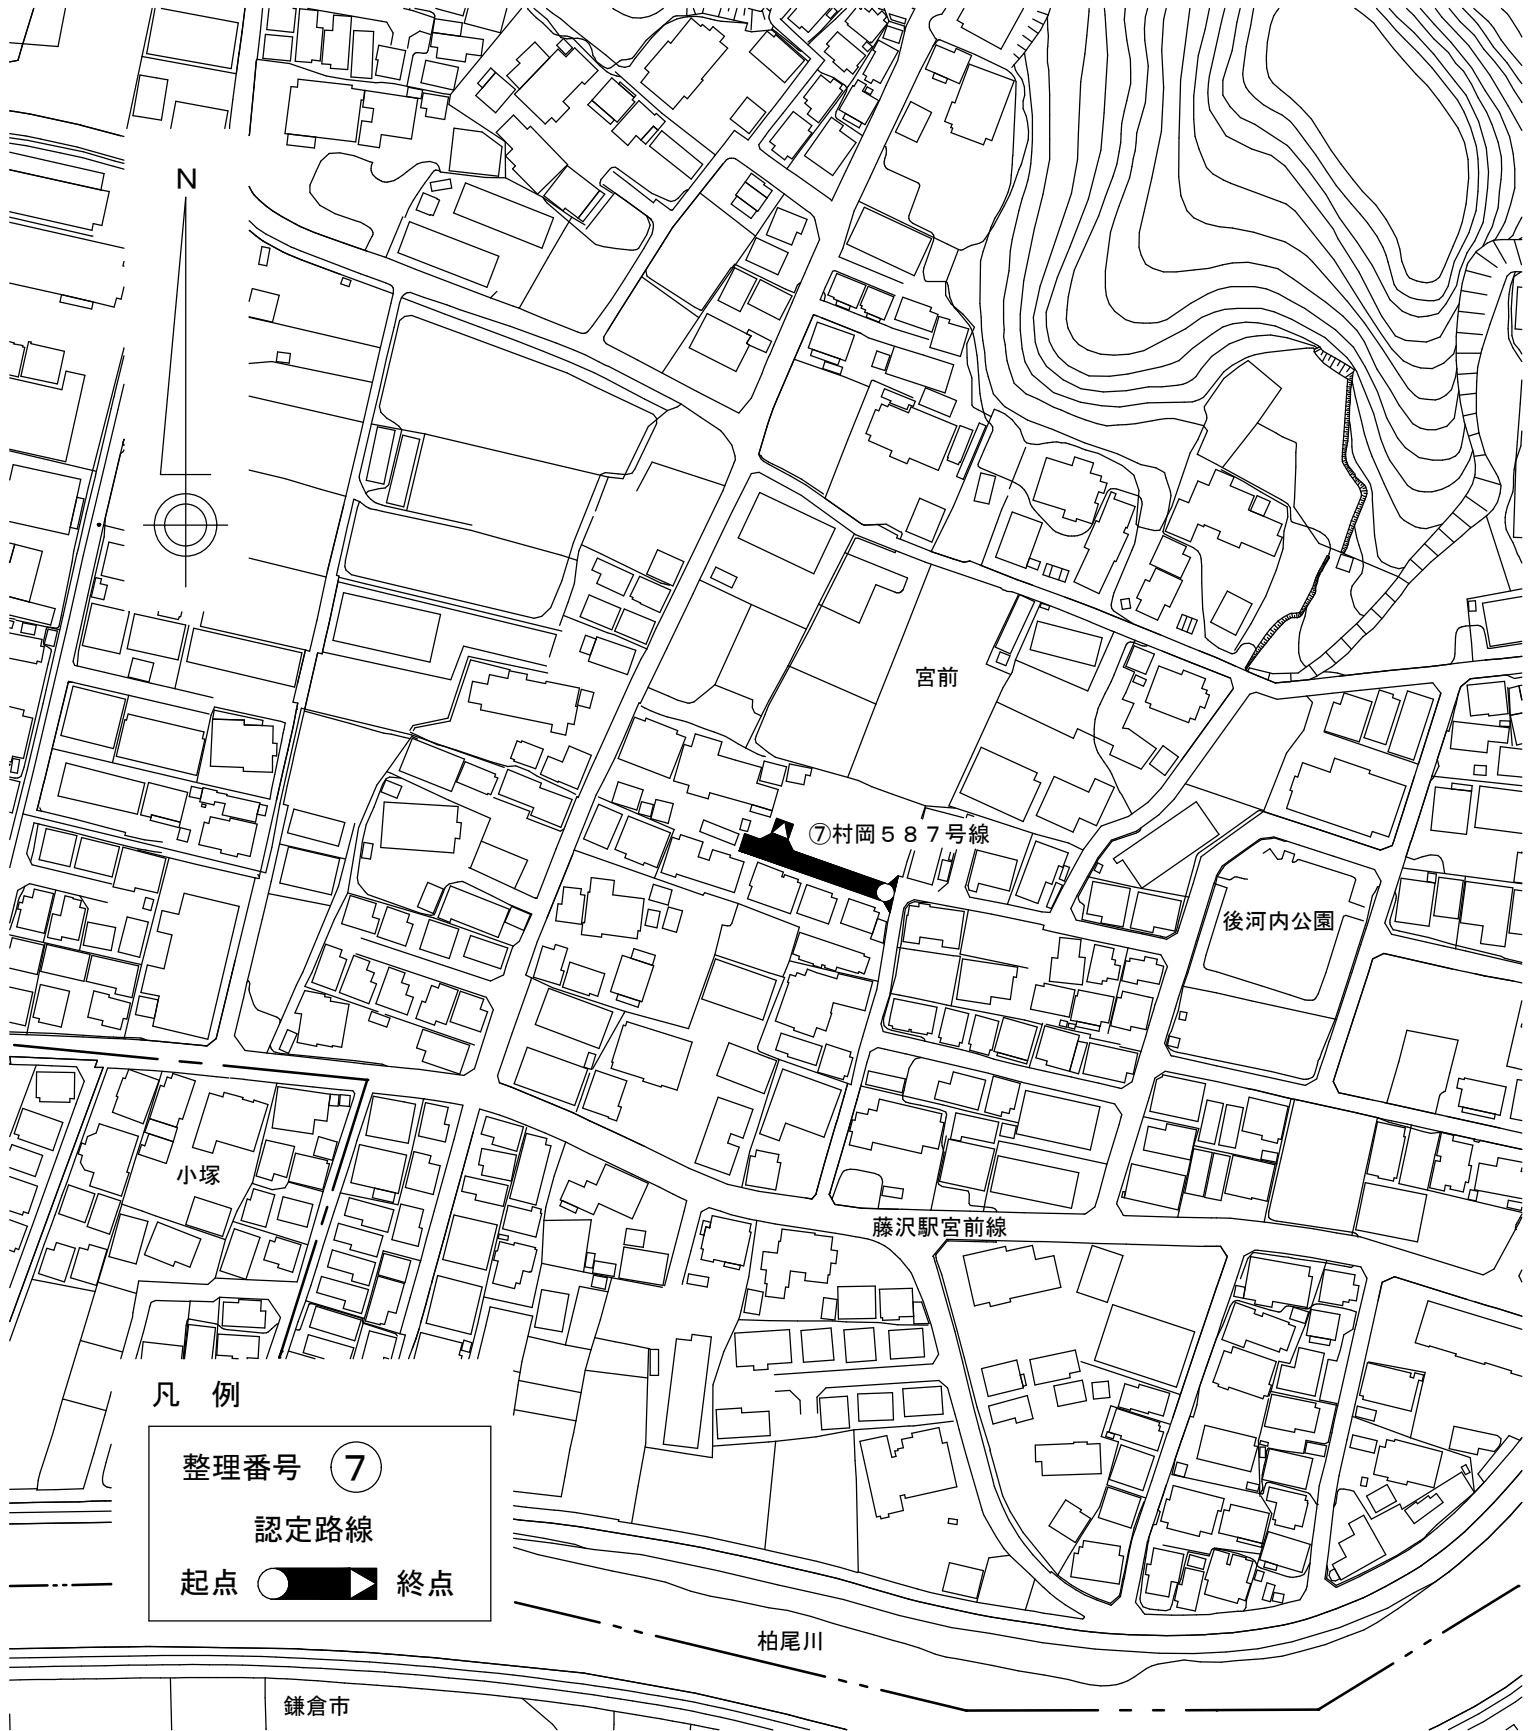 N
宮前
⑦村岡５８７号線
後河内公園
小塚
藤沢駅宮前線
凡　例
整理番号　⑦
認定路線
起点　終点
柏尾川
鎌倉市